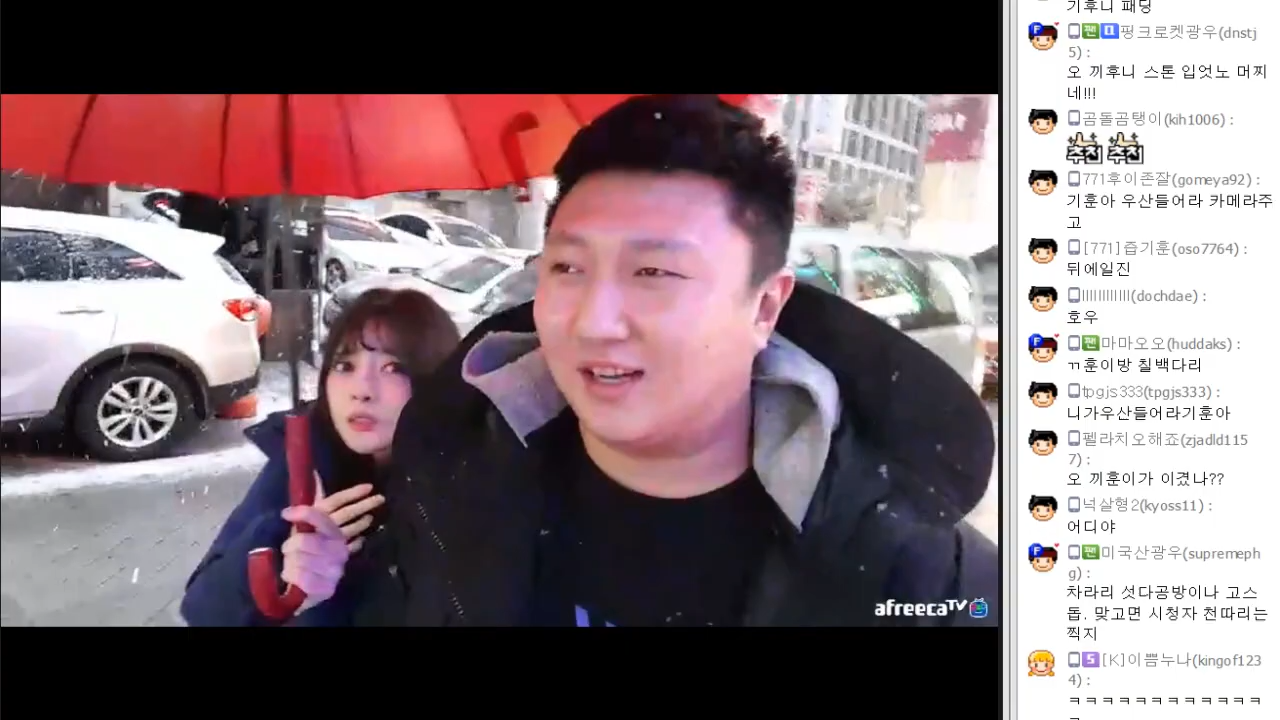 기후니 패딩
팬 핑크로켓광우(dnstj
5) :
오 끼후니 스톤 입엇노 머찌
네!!!
곰돌곰탱이(kih1006) :
추천 추천
771후이존잘(gomeya92) :
기훈아 우산들어라 카메라주
고
[771]즙기훈(oso7764) :
뒤에일진
llllllllllll(dochdae) :
호우
팬 마마오오(huddaks) :
ㄲ훈이방 칠백다리
tpgjs333(tpgjs333) :
니가우산들어라기훈아
펠라치오해죠(zjadld115
7) :
오 끼훈이가 이겼나??
넉살형2(kyoss11) :
어디야
팬 미국산광우(supremeph
g) :
차라리 섯다공방이나 고스
돕. 맞고면 시청자 천따리는
찍지
5 [K]이쁨누나(kingof123
4) :
ㅋㅋㅋㅋㅋㅋㅋㅋㅋㅋㅋㅋ
afreecaTV